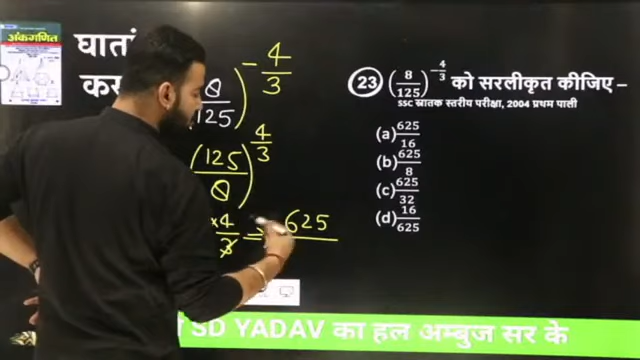 अंकगणित
घातां
कर
(8/125)^-4/3
(125/8)^4/3
×4/3 = 625
23 (8/125)^-4/3 को सरलीकृत कीजिए –
SSC स्नातक स्तरीय परीक्षा, 2004 प्रथम पाली
(a) 625/16
(b) 625/8
(c) 625/32
(d) 16/625
SD YADAV का हल अम्बुज सर के